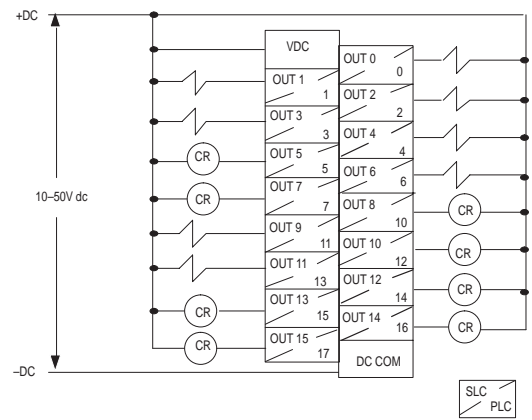 +DC
VDC
OUT 0
0
OUT 1
1
OUT 2
2
OUT 3
3
OUT 4
4
CR
OUT 5
5
OUT 6
6
10–50V dc
CR
OUT 7
7
OUT 8
10
CR
OUT 9
11
OUT 10
12
CR
OUT 11
13
OUT 12
14
CR
CR
OUT 13
15
OUT 14
16
CR
CR
OUT 15
17
DC COM
–DC
SLC
PLC